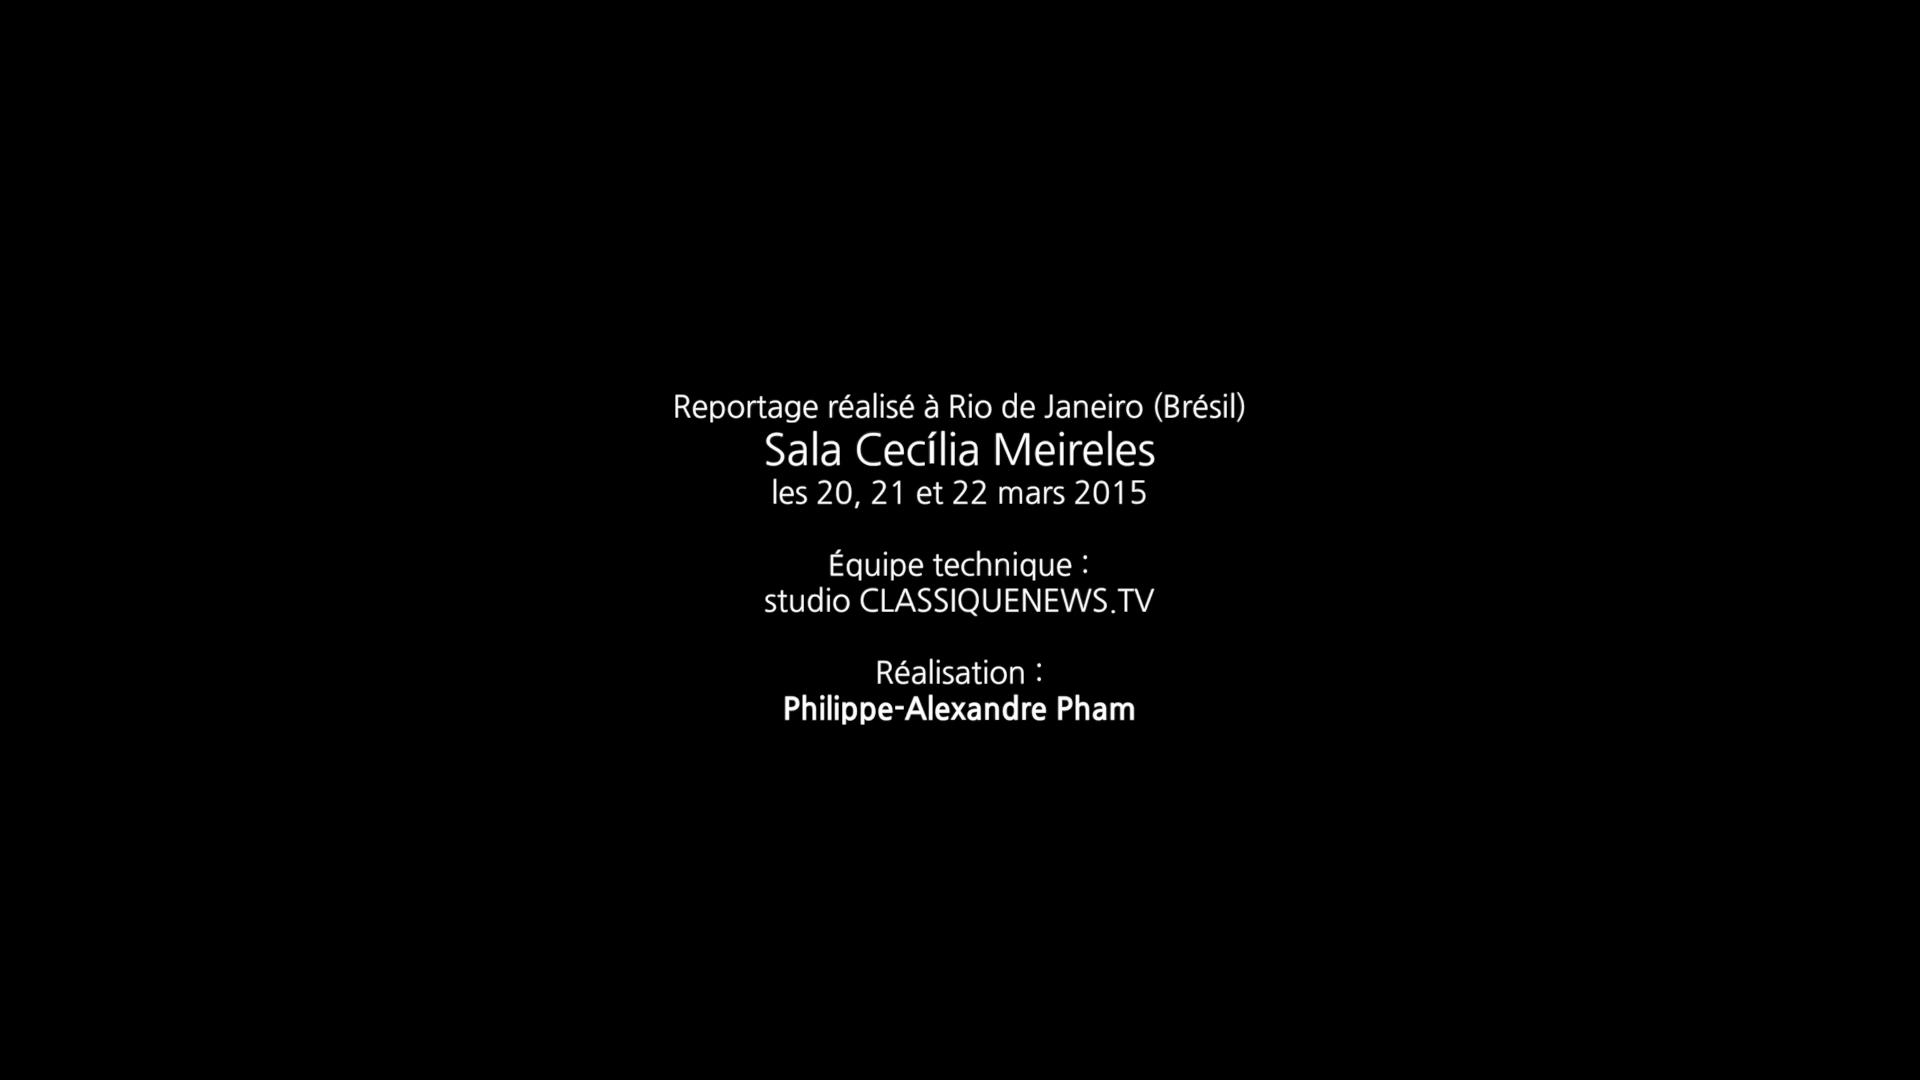 Reportage réalisé à Rio de Janeiro (Brésil)
Sala Cecília Meireles
les 20, 21 et 22 mars 2015
Équipe technique :
studio CLASSIQUENEWS.TV
Réalisation :
Philippe-Alexandre Pham